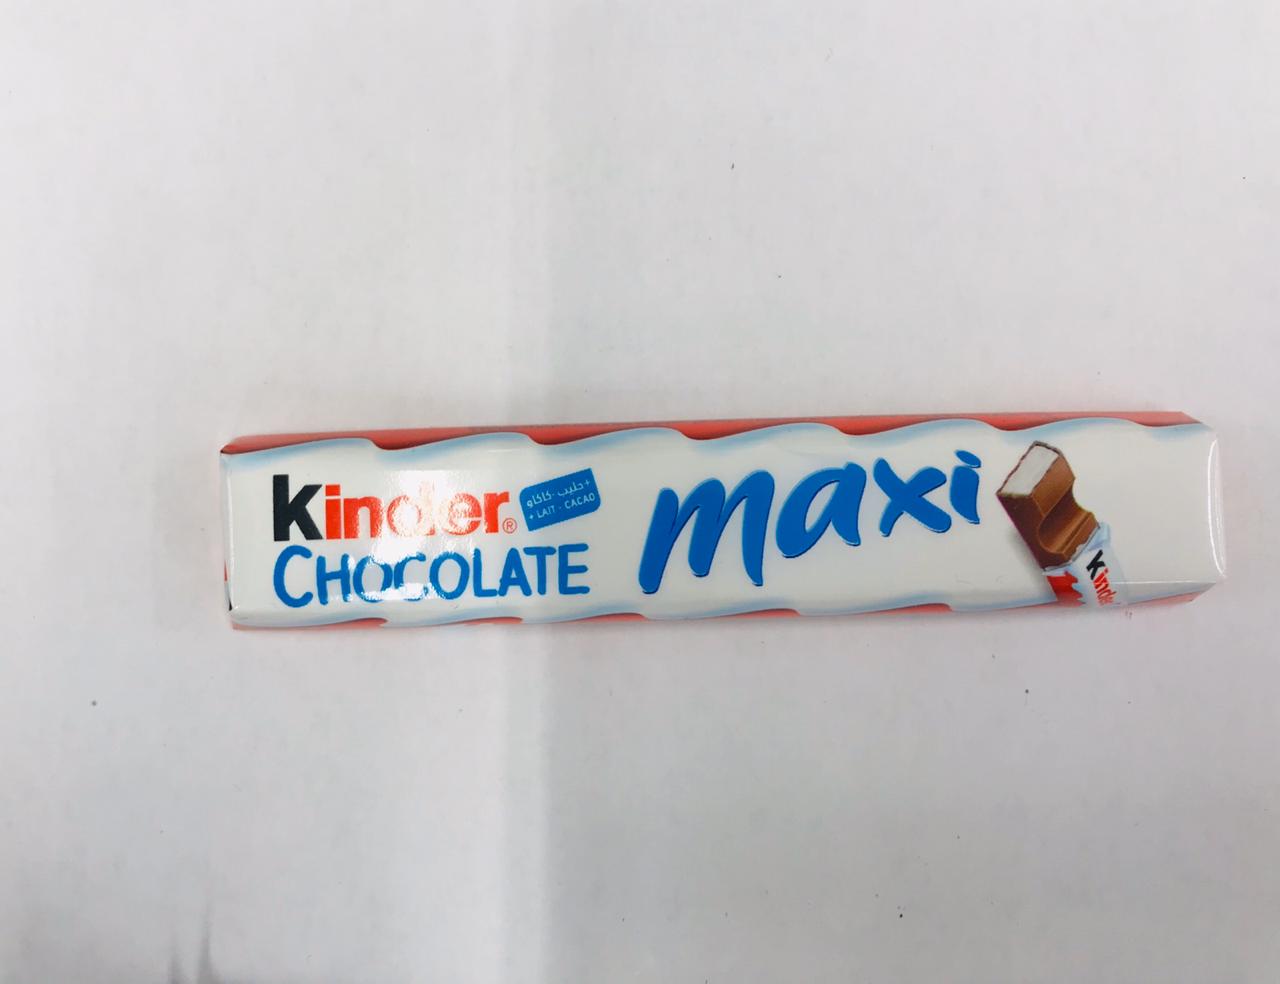 Kinder®
CHOCOLATE
+حليب - كاكاو
+ LAIT - CACAO
maxi
Kinder